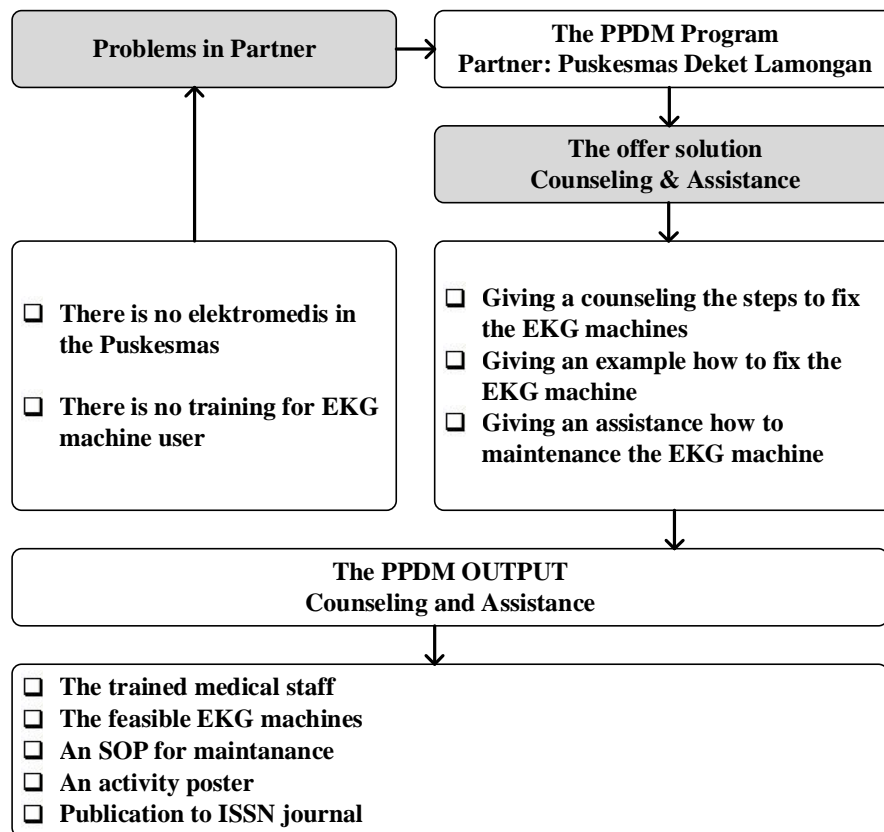 Problems in Partner
The PPDM Program
Partner: Puskesmas Deket Lamongan
The offer solution
Counseling & Assistance
❑ There is no elektromedis in
the Puskesmas
❑ There is no training for EKG
machine user
❑ Giving a counseling the steps to fix
the EKG machines
❑ Giving an example how to fix the
EKG machine
❑ Giving an assistance how to
maintenance the EKG machine
The PPDM OUTPUT
Counseling and Assistance
❑ The trained medical staff
❑ The feasible EKG machines
❑ An SOP for maintanance
❑ An activity poster
❑ Publication to ISSN journal